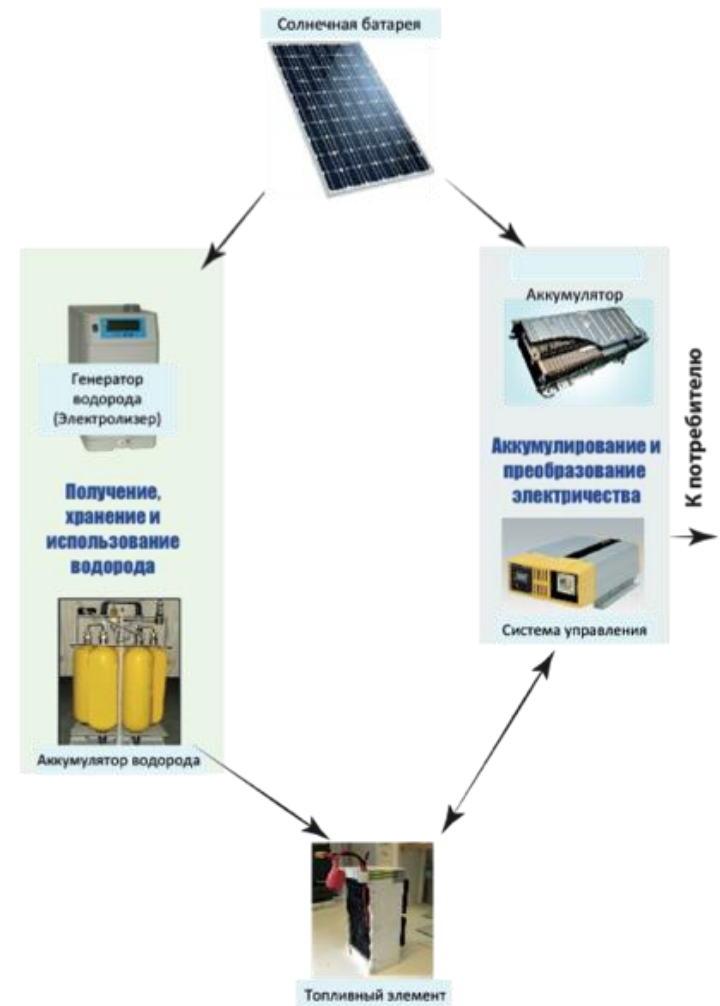 Солнечная батарея
Генератор
водорода
(Электролизер)
Получение,
хранение и
использование
водорода
Аккумулятор водорода
Аккумулятор
Аккумулирование и
преобразование
электричества
Система управления
К потребителю
Топливный элемент